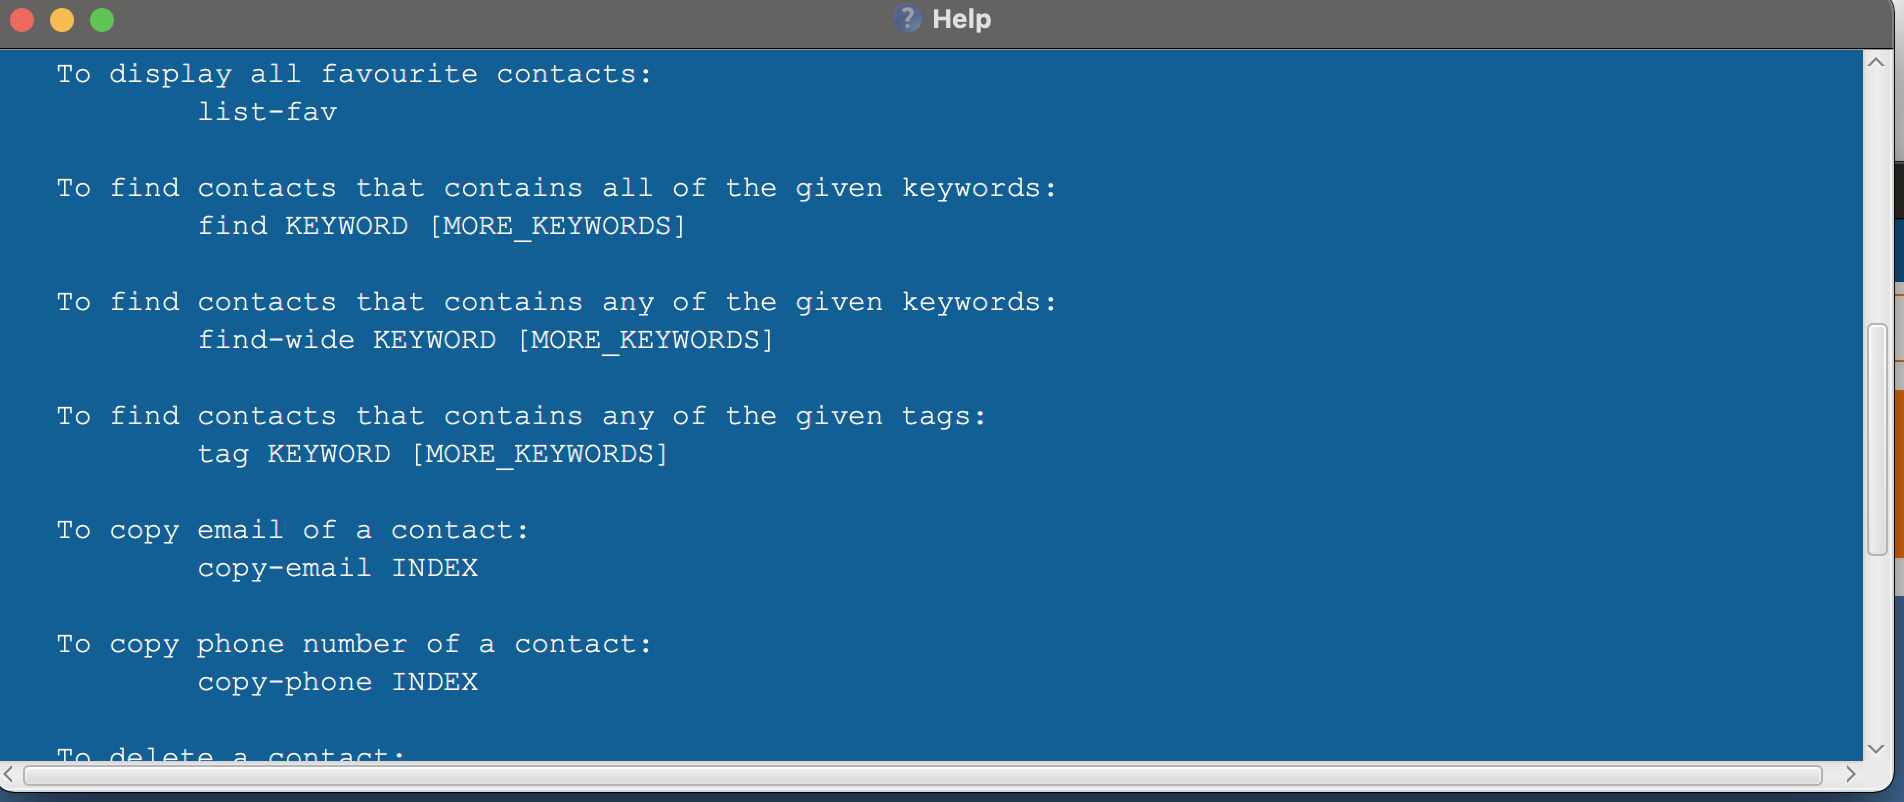 Help
To display all favourite contacts:
list-fav
To find contacts that contains all of the given keywords:
find KEYWORD [MORE_KEYWORDS]
To find contacts that contains any of the given keywords:
find-wide KEYWORD [MORE_KEYWORDS]
To find contacts that contains any of the given tags:
tag KEYWORD [MORE_KEYWORDS]
To copy email of a contact:
copy-email INDEX
To copy phone number of a contact:
copy-phone INDEX
To delete a contact: